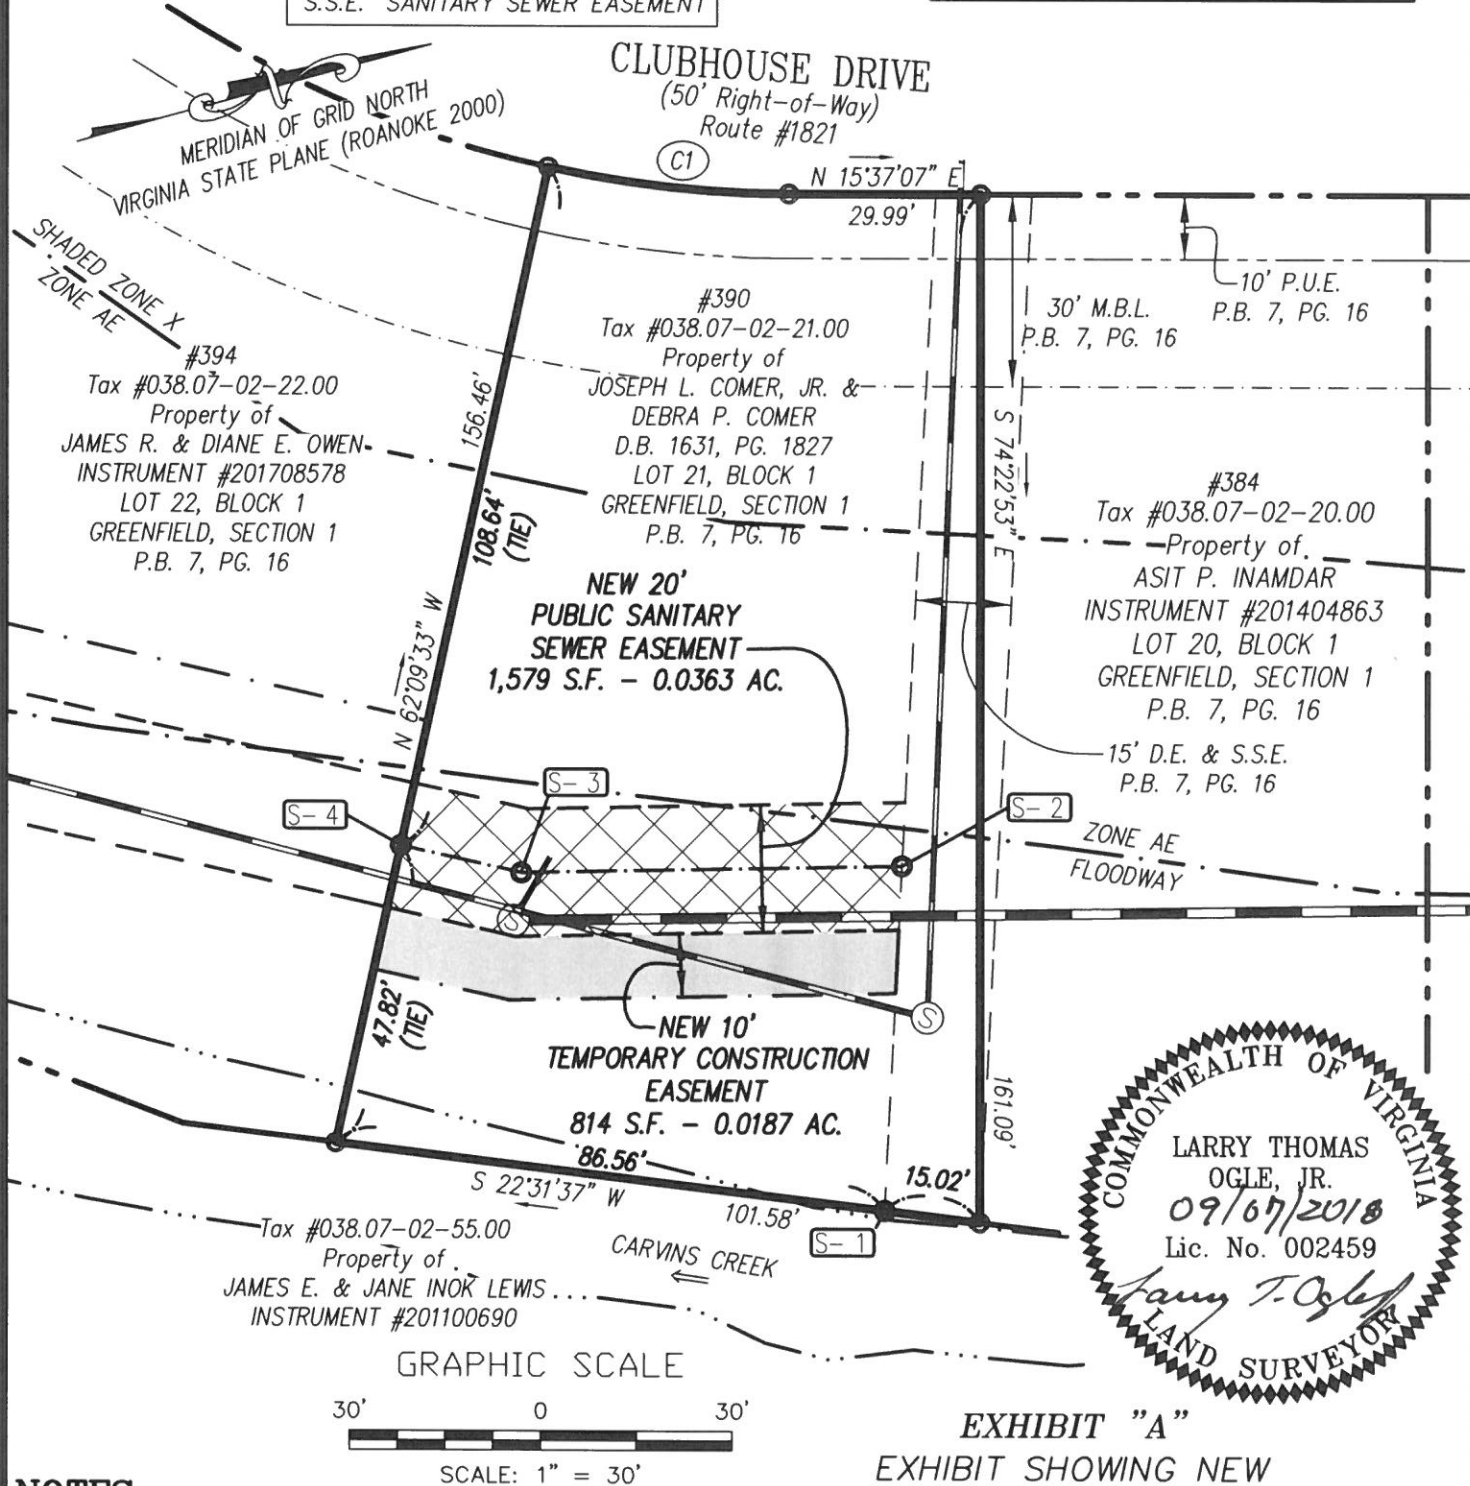 S.S.E. SANITARY SEWER EASEMENT
CLUBHOUSE DRIVE
(50' Right-of-Way)
Route #1821
MERIDIAN OF GRID NORTH
VIRGINIA STATE PLANE (ROANOKE 2000)
C1
N 15°37'07" E
29.99'
SHADED ZONE X
ZONE AE
10' P.U.E.
P.B. 7, PG. 16
30' M.B.L.
P.B. 7, PG. 16
#390
Tax #038.07-02-21.00
Property of
JOSEPH L. COMER, JR. &
DEBRA P. COMER
D.B. 1631, PG. 1827
LOT 21, BLOCK 1
GREENFIELD, SECTION 1
P.B. 7, PG. 16
#394
Tax #038.07-02-22.00
Property of
JAMES R. & DIANE E. OWEN
INSTRUMENT #201708578
LOT 22, BLOCK 1
GREENFIELD, SECTION 1
P.B. 7, PG. 16
156.46'
108.64'
(TIE)
N 62°09'33" W
S 74°22'53" E
#384
Tax #038.07-02-20.00
Property of
ASIT P. INAMDAR
INSTRUMENT #201404863
LOT 20, BLOCK 1
GREENFIELD, SECTION 1
P.B. 7, PG. 16
NEW 20'
PUBLIC SANITARY
SEWER EASEMENT
1,579 S.F. - 0.0363 AC.
15' D.E. & S.S.E.
P.B. 7, PG. 16
S-3
S-4
S-2
ZONE AE
FLOODWAY
S
S
47.82'
(TIE)
NEW 10'
TEMPORARY CONSTRUCTION
EASEMENT
814 S.F. - 0.0187 AC.
161.09'
86.56'
15.02'
S 22°31'37" W
101.58'
S-1
CARVINS CREEK
Tax #038.07-02-55.00
Property of
JAMES E. & JANE INOK LEWIS
INSTRUMENT #201100690
COMMONWEALTH OF VIRGINIA
LARRY THOMAS
OGLE, JR.
09/07/2018
Lic. No. 002459
Larry T. Ogle Jr
LAND SURVEYOR
GRAPHIC SCALE
30' 0 30'
SCALE: 1" = 30'
EXHIBIT "A"
EXHIBIT SHOWING NEW
NOTES